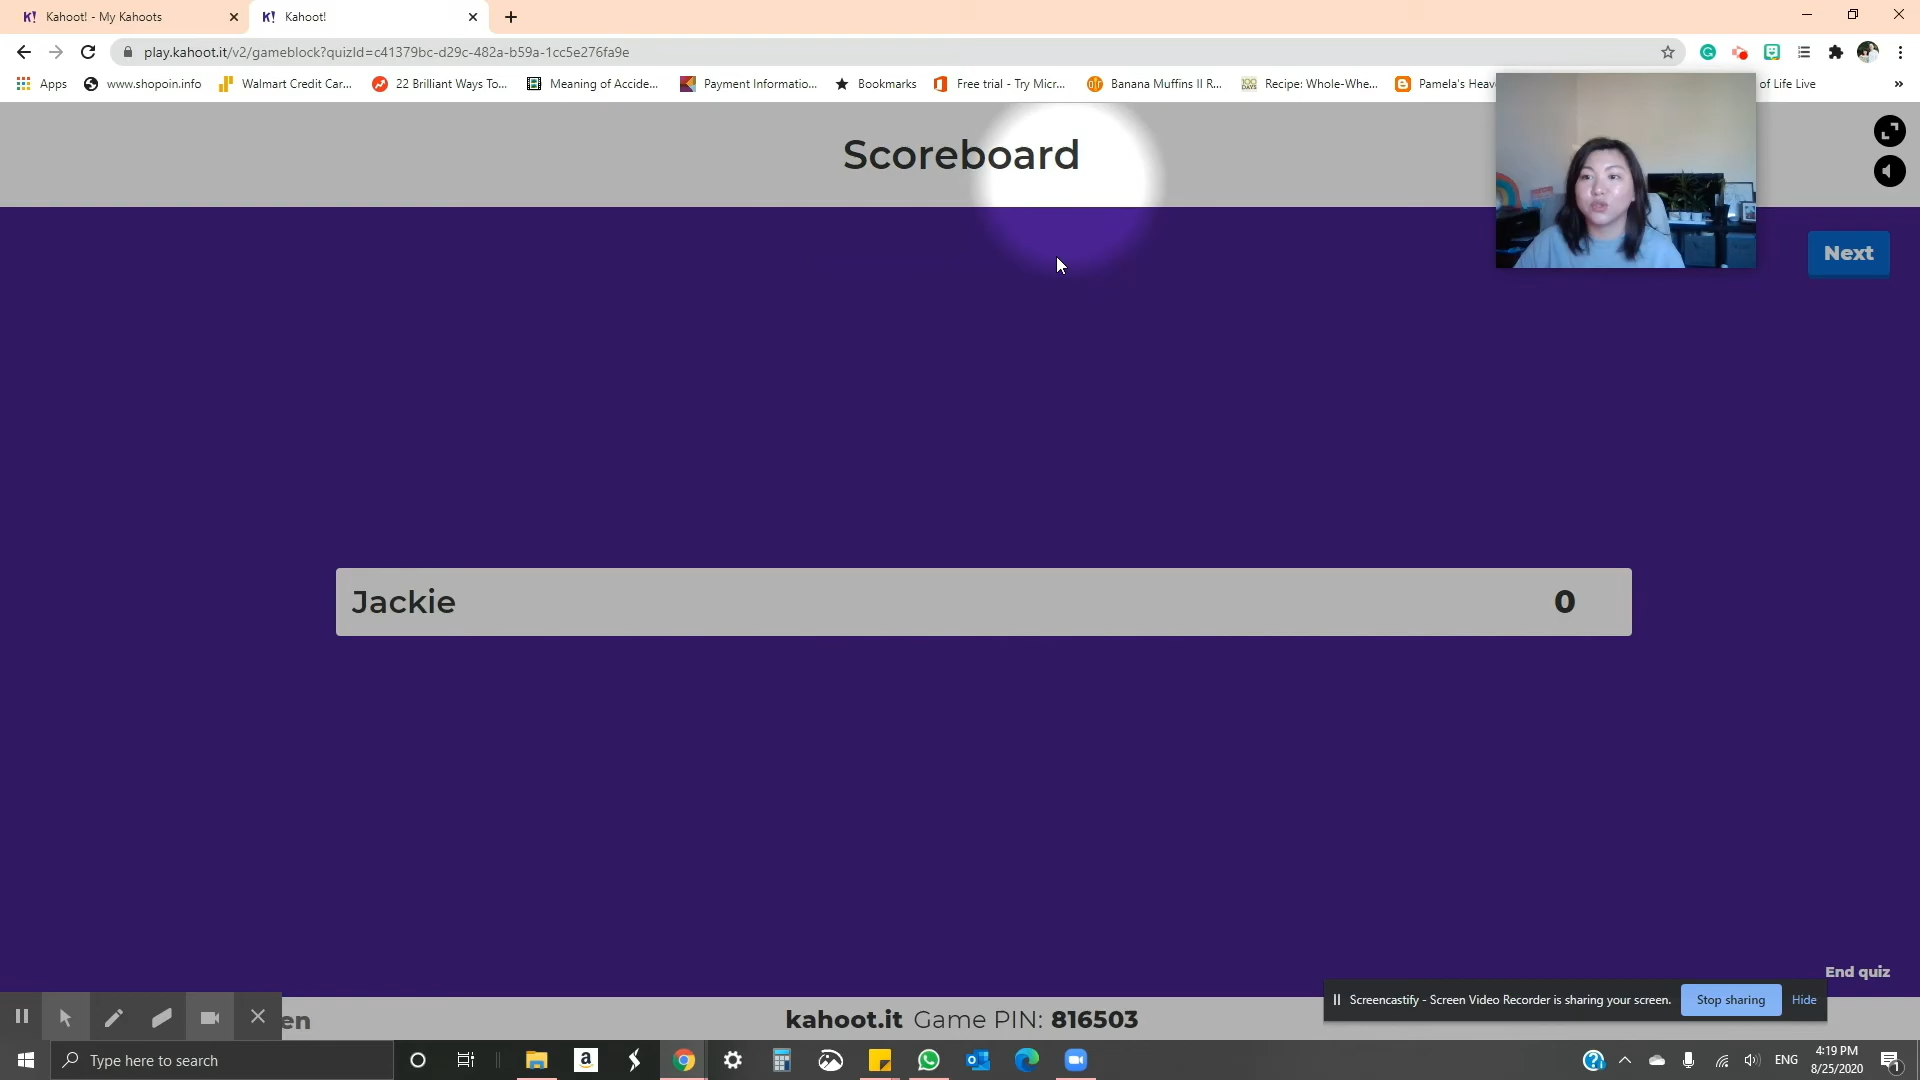 K! Kahoot! - My Kahoots
K! Kahoot!
play.kahoot.it/v2/gameblock?quizId=c41379bc-d29c-482a-b59a-1cc5e276fa9e
Apps www.shopoin.info Walmart Credit Car... 22 Brilliant Ways To... Meaning of Accide... Payment Informatio... Bookmarks Free trial - Try Micr... Banana Muffins II R... Recipe: Whole-Whe... Pamela's Heav of Life Live »
Scoreboard
Next
Jackie 0
End quiz
Screencastify - Screen Video Recorder is sharing your screen. Stop sharing Hide
en
kahoot.it Game PIN: 816503
Type here to search
ENG
4:19 PM
8/25/2020
1